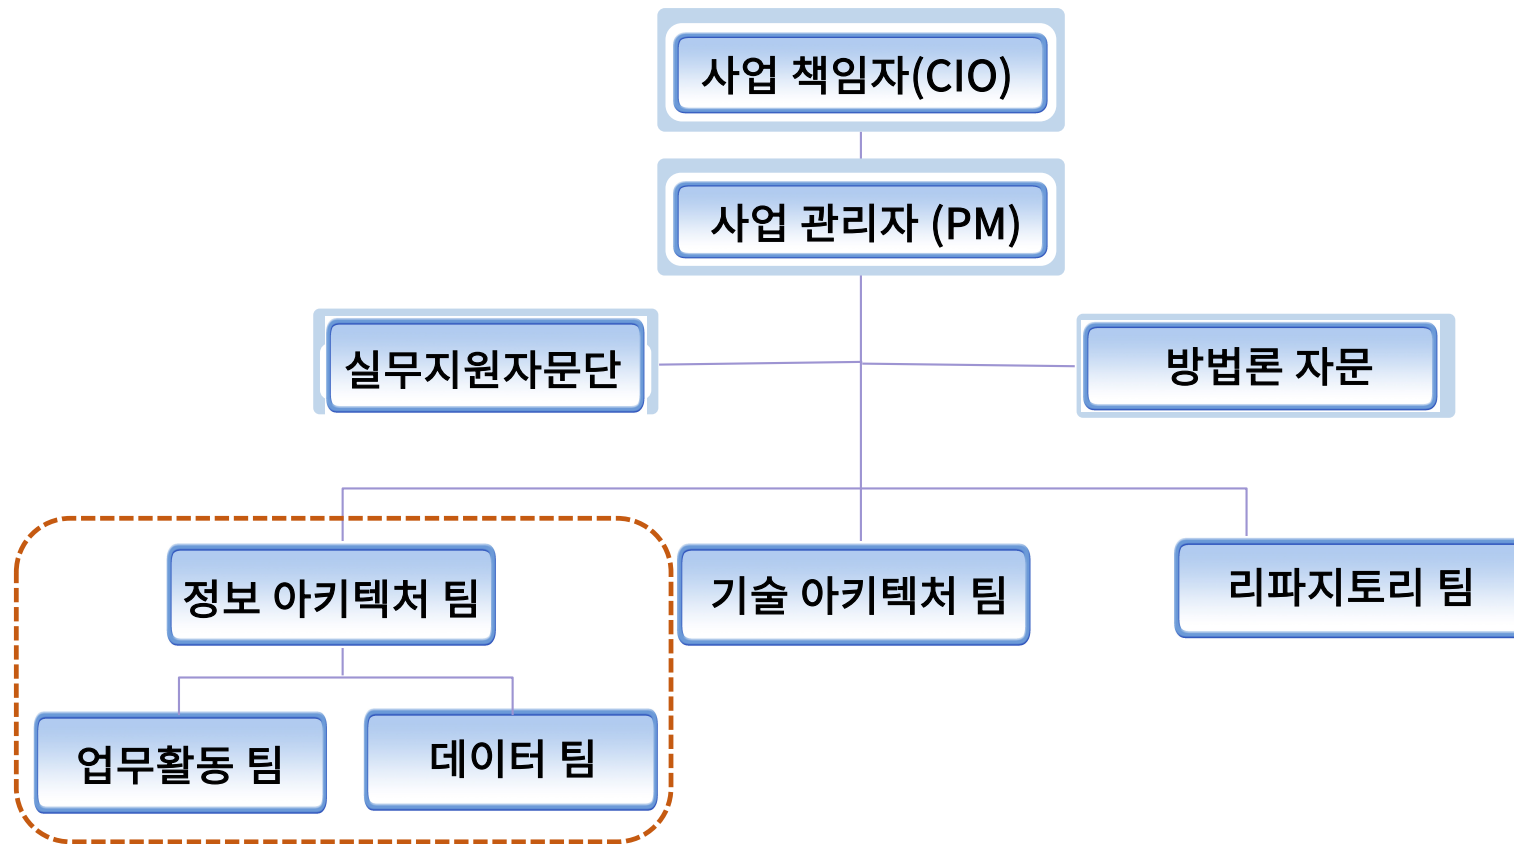 사업 책임자(CIO)
사업 관리자 (PM)
실무지원자문단
방법론 자문
정보 아키텍처 팀
기술 아키텍처 팀
리파지토리 팀
업무활동 팀
데이터 팀